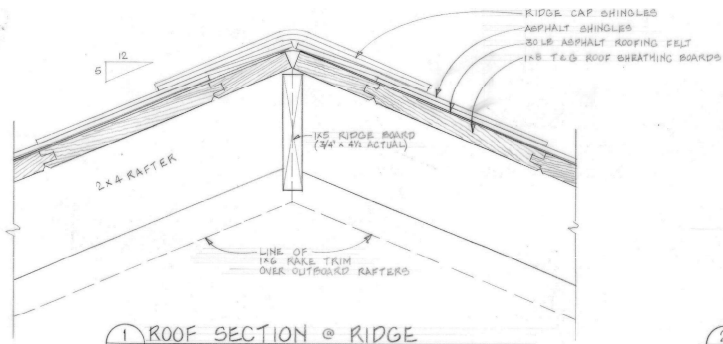 RIDGE CAP SHINGLES
ASPHALT SHINGLES
30 LB ASPHALT ROOFING FELT
1x8 T&G ROOF SHEATHING BOARDS
12
5
1x5 RIDGE BOARD
(3/4" x 4 1/2 ACTUAL)
2x4 RAFTER
LINE OF
1x6 RAKE TRIM
OVER OUTBOARD RAFTERS
1 ROOF SECTION @ RIDGE